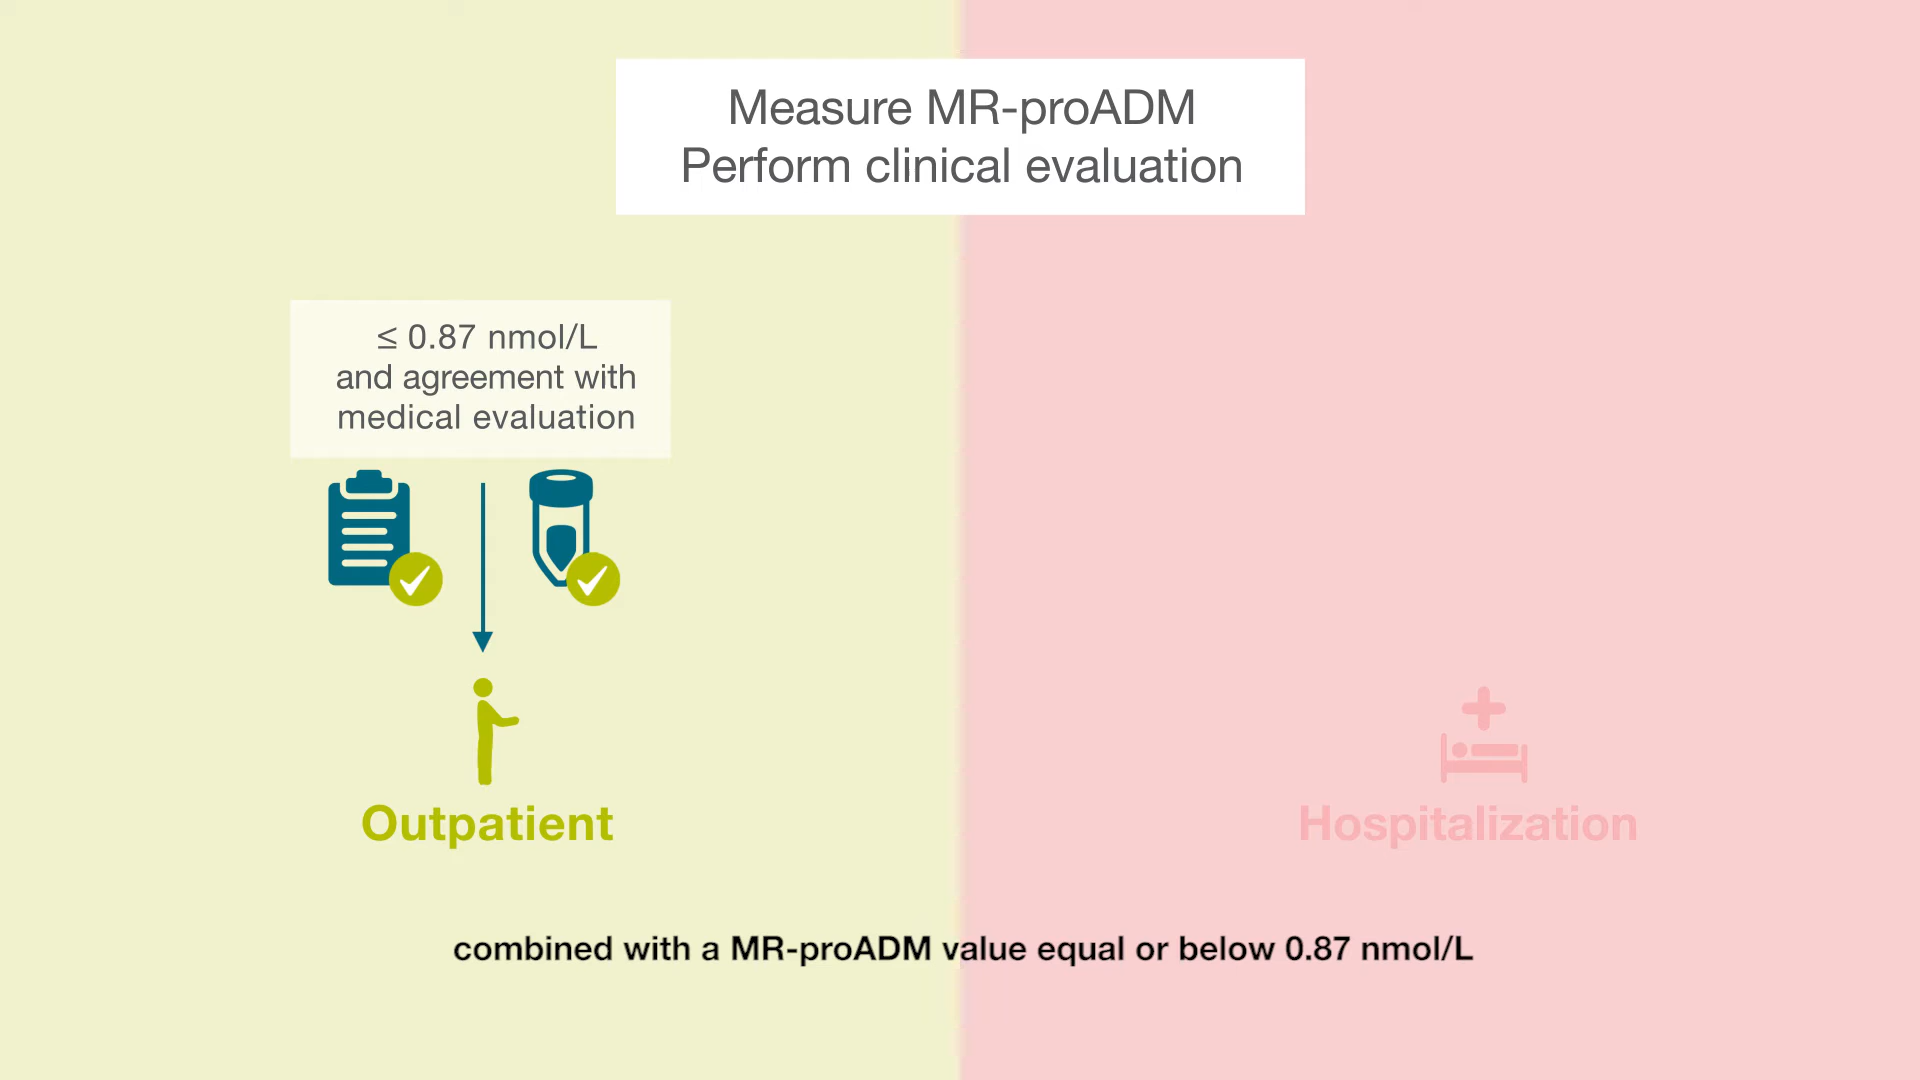 Measure MR-proADM
Perform clinical evaluation
≤ 0.87 nmol/L
and agreement with
medical evaluation
Outpatient
Hospitalization
combined with a MR-proADM value equal or below 0.87 nmol/L